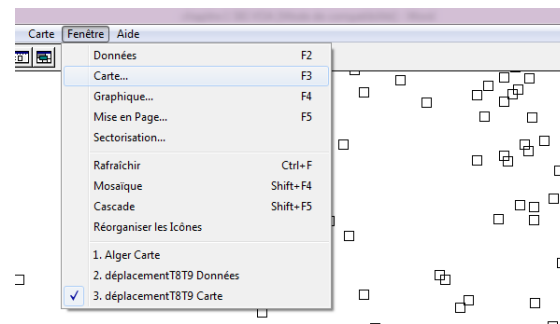 Carte Fenêtre Aide
Données F2
Carte... F3
Graphique... F4
Mise en Page... F5
Sectorisation...
Rafraîchir Ctrl+F
Mosaïque Shift+F4
Cascade Shift+F5
Réorganiser les Icônes
1. Alger Carte
2. déplacementT8T9 Données
3. déplacementT8T9 Carte